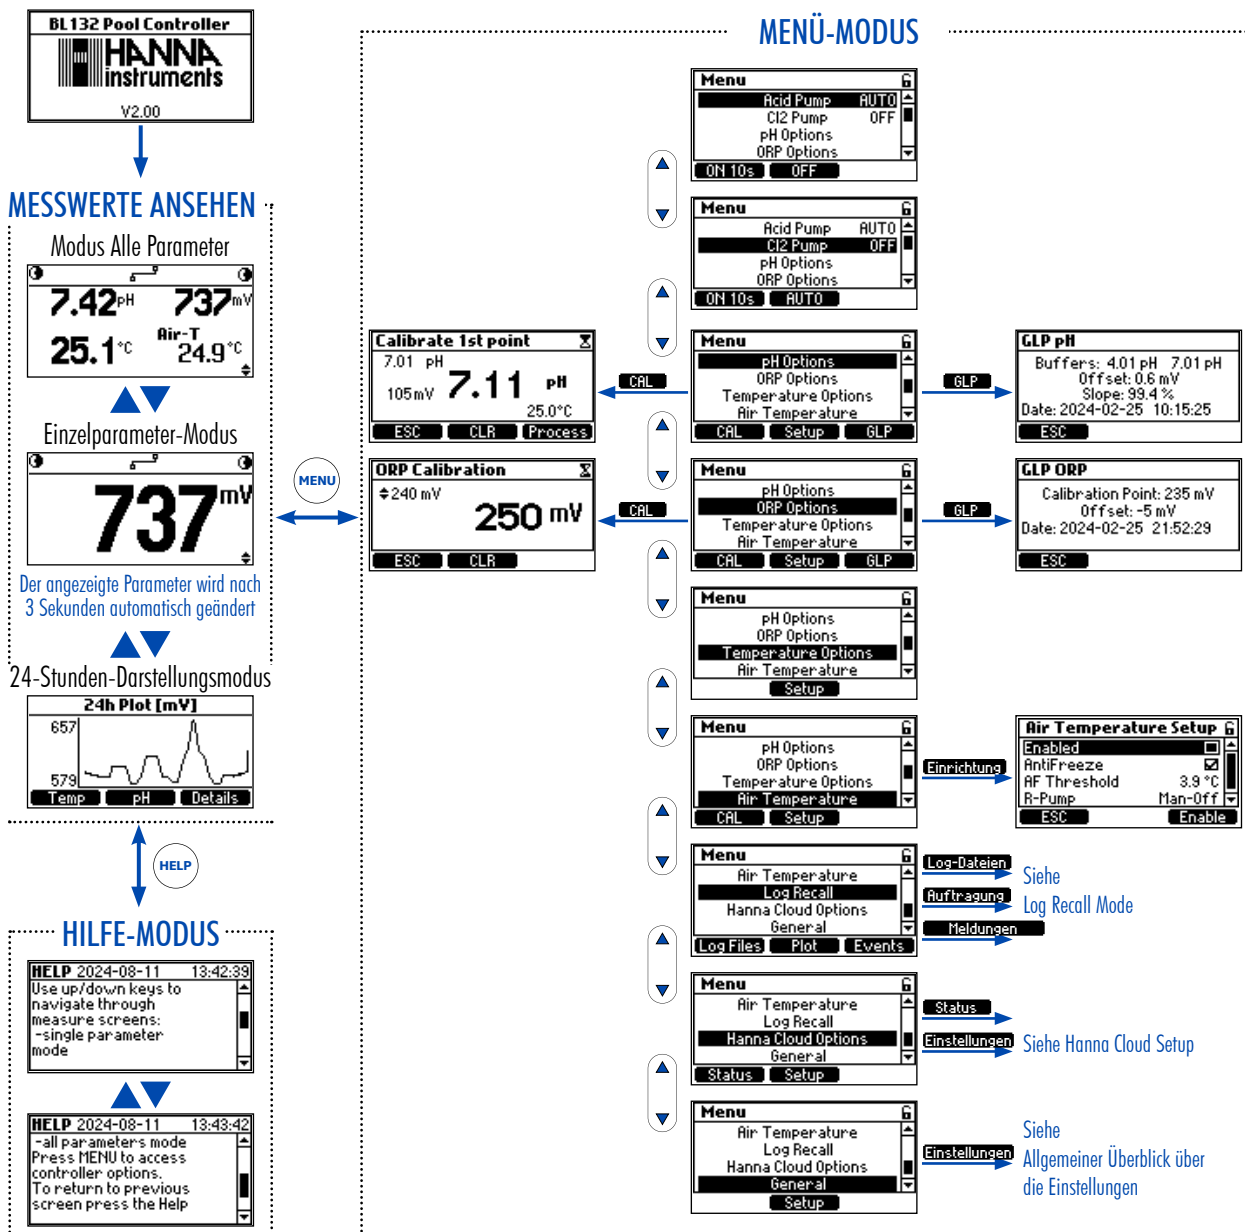 BL132 Pool Controller
HANNA
instruments
V2.00
MESSWERTE ANSEHEN
Modus Alle Parameter
7.42 pH 737 mV
25.1 °C Air-T 24.9 °C
Einzelparameter-Modus
737 mV
Der angezeigte Parameter wird nach
3 Sekunden automatisch geändert
24-Stunden-Darstellungsmodus
24h Plot [mV]
657
579
Temp pH Details
HELP
HILFE-MODUS
HELP 2024-08-11 13:42:39
Use up/down keys to
navigate through
measure screens:
-single parameter
mode
HELP 2024-08-11 13:43:42
-all parameters mode
Press MENU to access
controller options.
To return to previous
screen press the Help
MENU
MENÜ-MODUS
Menu
Acid Pump AUTO
Cl2 Pump OFF
pH Options
ORP Options
ON 10s OFF
Menu
Acid Pump AUTO
Cl2 Pump OFF
pH Options
ORP Options
ON 10s AUTO
Calibrate 1st point
7.01 pH
105 mV 7.11 pH
25.0°C
ESC CLR Process
CAL
Menu
pH Options
ORP Options
Temperature Options
Air Temperature
CAL Setup GLP
GLP
GLP pH
Buffers: 4.01 pH 7.01 pH
Offset: 0.6 mV
Slope: 99.4 %
Date: 2024-02-25 10:15:25
ESC
ORP Calibration
240 mV
250 mV
ESC CLR
CAL
Menu
pH Options
ORP Options
Temperature Options
Air Temperature
CAL Setup GLP
GLP
GLP ORP
Calibration Point: 235 mV
Offset: -5 mV
Date: 2024-02-25 21:52:29
ESC
Menu
pH Options
ORP Options
Temperature Options
Air Temperature
Setup
Menu
pH Options
ORP Options
Temperature Options
Air Temperature
CAL Setup
Einrichtung
Air Temperature Setup
Enabled
AntiFreeze
AF Threshold 3.9 °C
R-Pump Man-Off
ESC Enable
Menu
Air Temperature
Log Recall
Hanna Cloud Options
General
Log Files Plot Events
Log-Dateien
Auftragung
Meldungen
Siehe
Log Recall Mode
Menu
Air Temperature
Log Recall
Hanna Cloud Options
General
Status Setup
Status
Einstellungen
Siehe Hanna Cloud Setup
Menu
Air Temperature
Log Recall
Hanna Cloud Options
General
Setup
Einstellungen
Siehe
Allgemeiner Überblick über
die Einstellungen